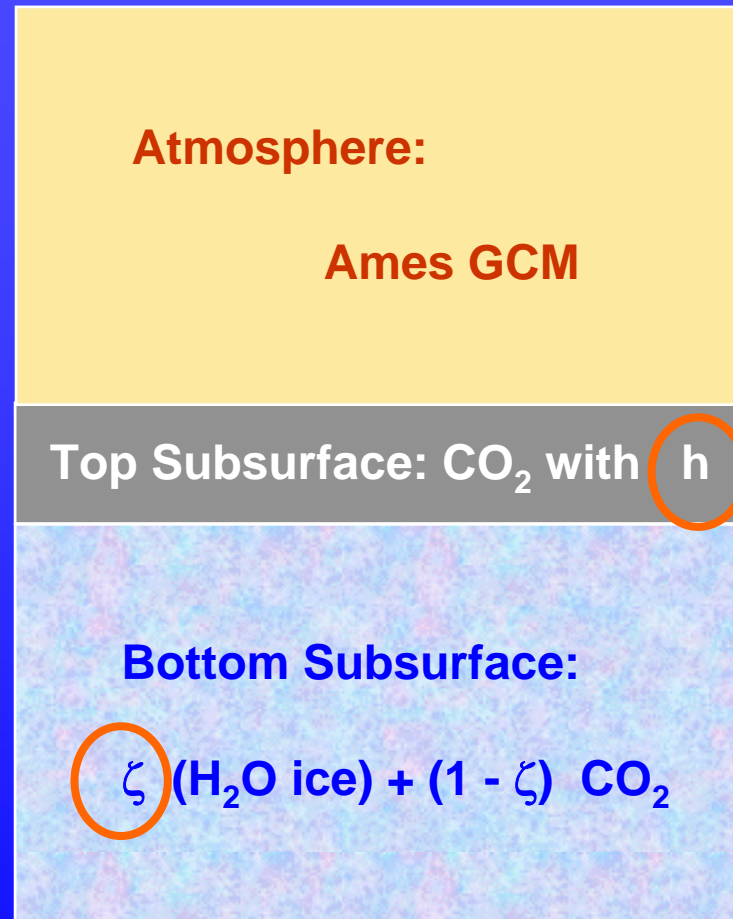 Atmosphere:
Ames GCM
Top Subsurface: CO₂ with h
Bottom Subsurface:
ζ (H₂O ice) + (1 - ζ) CO₂